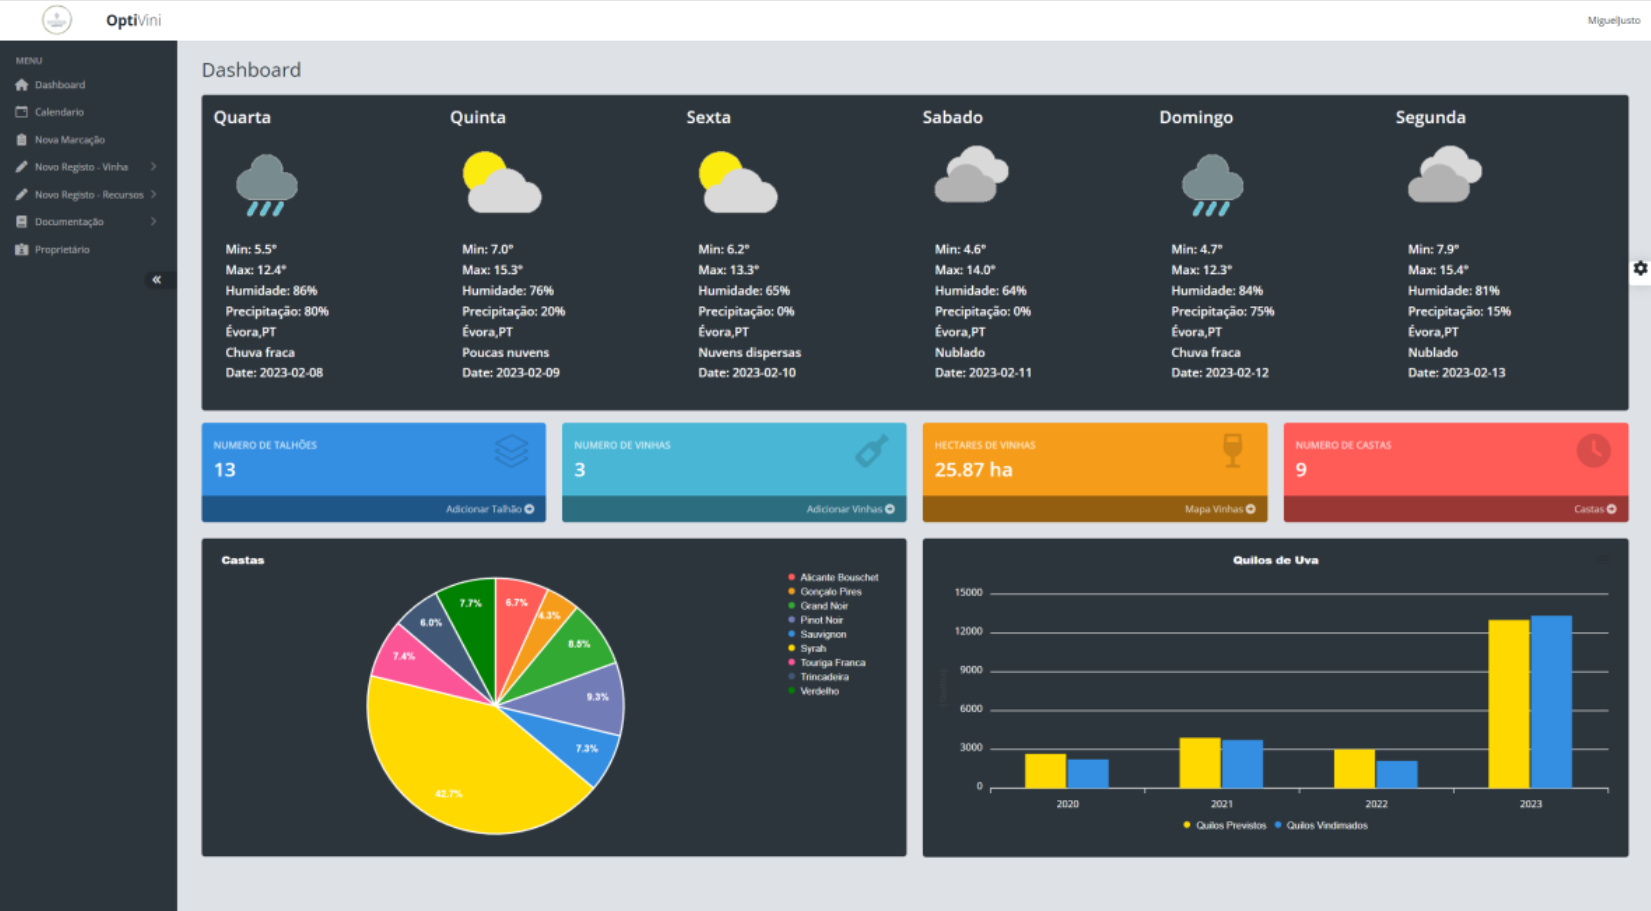 OptiVini
MiguelJusto
MENU
Dashboard
Calendario
Nova Marcação
Novo Registo - Vinha
Novo Registo - Recursos
Documentação
Proprietário
Dashboard
Quarta
Min: 5.5°
Max: 12.4°
Humidade: 86%
Precipitação: 80%
Évora,PT
Chuva fraca
Date: 2023-02-08
Quinta
Min: 7.0°
Max: 15.3°
Humidade: 76%
Precipitação: 20%
Évora,PT
Poucas nuvens
Date: 2023-02-09
Sexta
Min: 6.2°
Max: 13.3°
Humidade: 65%
Precipitação: 0%
Évora,PT
Nuvens dispersas
Date: 2023-02-10
Sabado
Min: 4.6°
Max: 14.0°
Humidade: 64%
Precipitação: 0%
Évora,PT
Nublado
Date: 2023-02-11
Domingo
Min: 4.7°
Max: 12.3°
Humidade: 84%
Precipitação: 75%
Évora,PT
Chuva fraca
Date: 2023-02-12
Segunda
Min: 7.9°
Max: 15.4°
Humidade: 81%
Precipitação: 15%
Évora,PT
Nublado
Date: 2023-02-13
NUMERO DE TALHÕES
13
Adicionar Talhão
NUMERO DE VINHAS
3
Adicionar Vinhas
HECTARES DE VINHAS
25.87 ha
Mapa Vinhas
NUMERO DE CASTAS
9
Castas
Castas
7.7%
6.7%
4.3%
6.0%
8.5%
7.4%
9.3%
7.3%
42.7%
Alicante Bouschet
Gonçalo Pires
Grand Noir
Pinot Noir
Sauvignon
Syrah
Touriga Franca
Trincadeira
Verdelho
Quilos de Uva
15000
12000
9000
6000
3000
0
2020
2021
2022
2023
Quilos Previstos
Quilos Vindimados